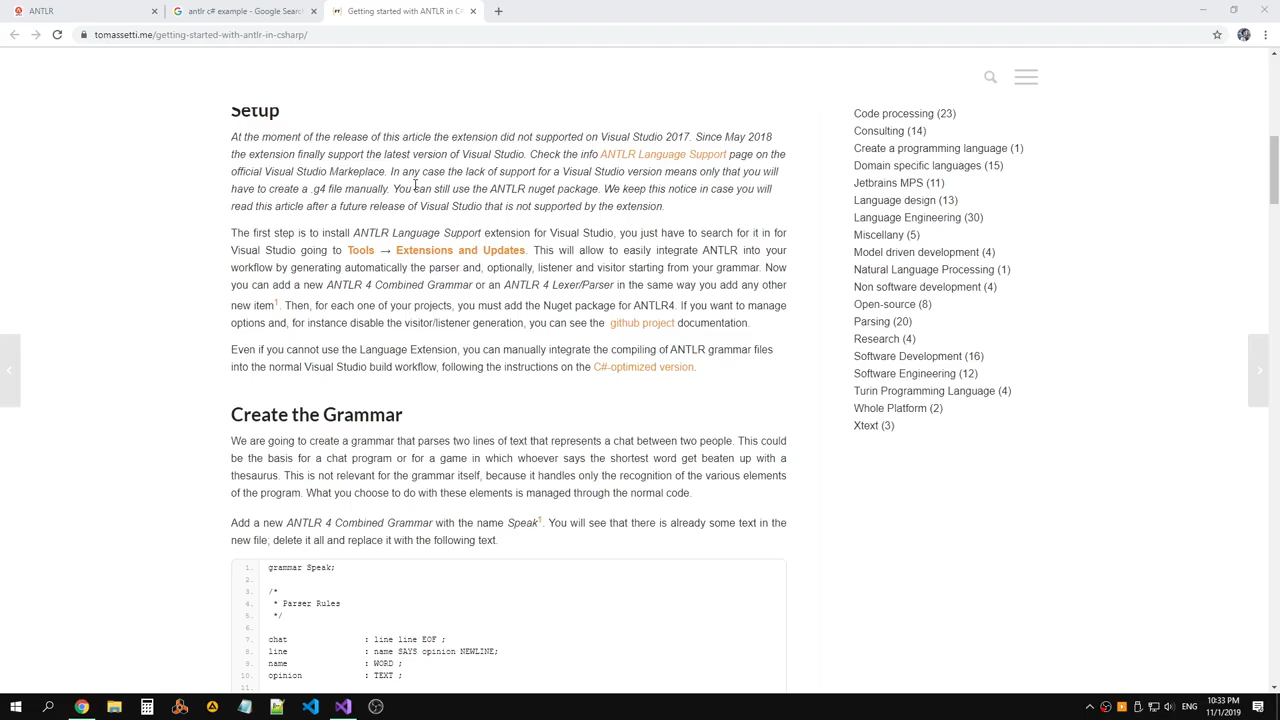 ANTLR
antlr c# example - Google Search
Getting started with ANTLR in C#
tomassetti.me/getting-started-with-antlr-in-csharp/
Setup
At the moment of the release of this article the extension did not supported on Visual Studio 2017. Since May 2018
the extension finally support the latest version of Visual Studio. Check the info ANTLR Language Support page on the
official Visual Studio Markeplace. In any case the lack of support for a Visual Studio version means only that you will
have to create a .g4 file manually. You can still use the ANTLR nuget package. We keep this notice in case you will
read this article after a future release of Visual Studio that is not supported by the extension.
The first step is to install ANTLR Language Support extension for Visual Studio, you just have to search for it in for
Visual Studio going to Tools → Extensions and Updates. This will allow to easily integrate ANTLR into your
workflow by generating automatically the parser and, optionally, listener and visitor starting from your grammar. Now
you can add a new ANTLR 4 Combined Grammar or an ANTLR 4 Lexer/Parser in the same way you add any other
new item1. Then, for each one of your projects, you must add the Nuget package for ANTLR4. If you want to manage
options and, for instance disable the visitor/listener generation, you can see the github project documentation.
Even if you cannot use the Language Extension, you can manually integrate the compiling of ANTLR grammar files
into the normal Visual Studio build workflow, following the instructions on the C#-optimized version.
Create the Grammar
We are going to create a grammar that parses two lines of text that represents a chat between two people. This could
be the basis for a chat program or for a game in which whoever says the shortest word get beaten up with a
thesaurus. This is not relevant for the grammar itself, because it handles only the recognition of the various elements
of the program. What you choose to do with these elements is managed through the normal code.
Add a new ANTLR 4 Combined Grammar with the name Speak1. You will see that there is already some text in the
new file; delete it all and replace it with the following text.
1. grammar Speak;
2.
3. /*
4. * Parser Rules
5. */
6.
7. chat : line line EOF ;
8. line : name SAYS opinion NEWLINE;
9. name : WORD ;
10. opinion : TEXT ;
11.
Code processing (23)
Consulting (14)
Create a programming language (1)
Domain specific languages (15)
Jetbrains MPS (11)
Language design (13)
Language Engineering (30)
Miscellany (5)
Model driven development (4)
Natural Language Processing (1)
Non software development (4)
Open-source (8)
Parsing (20)
Research (4)
Software Development (16)
Software Engineering (12)
Turin Programming Language (4)
Whole Platform (2)
Xtext (3)
ENG
10:33 PM
11/1/2019